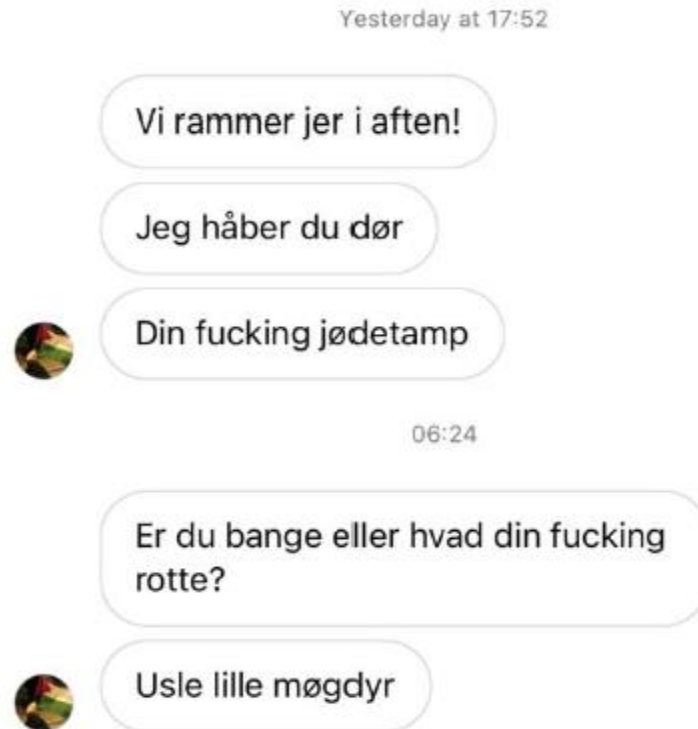 Yesterday at 17:52
Vi rammer jer i aften!
Jeg håber du dør
Din fucking jødetamp
06:24
Er du bange eller hvad din fucking
rotte?
Usle lille møgdyr